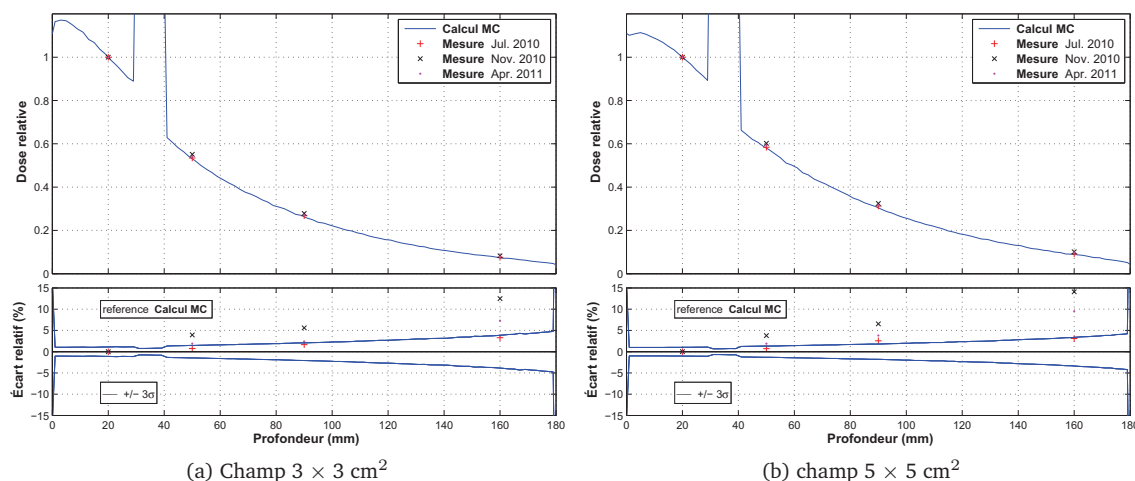 Calcul MC
Mesure Jul. 2010
Mesure Nov. 2010
Mesure Apr. 2011
Dose relative
1
0.8
0.6
0.4
0.2
0
reference Calcul MC
+/− 3σ
Écart relatif (%)
15
10
5
0
−5
−10
−15
0 20 40 60 80 100 120 140 160 180
Profondeur (mm)
(a) Champ 3 × 3 cm²
Calcul MC
Mesure Jul. 2010
Mesure Nov. 2010
Mesure Apr. 2011
Dose relative
1
0.8
0.6
0.4
0.2
0
reference Calcul MC
+/− 3σ
Écart relatif (%)
15
10
5
0
−5
−10
−15
0 20 40 60 80 100 120 140 160 180
Profondeur (mm)
(b) champ 5 × 5 cm²